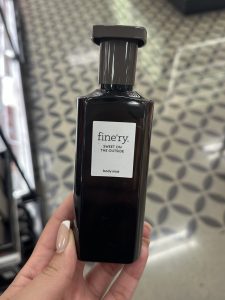 fine'ry.
SWEET ON
THE OUTSIDE
body mist